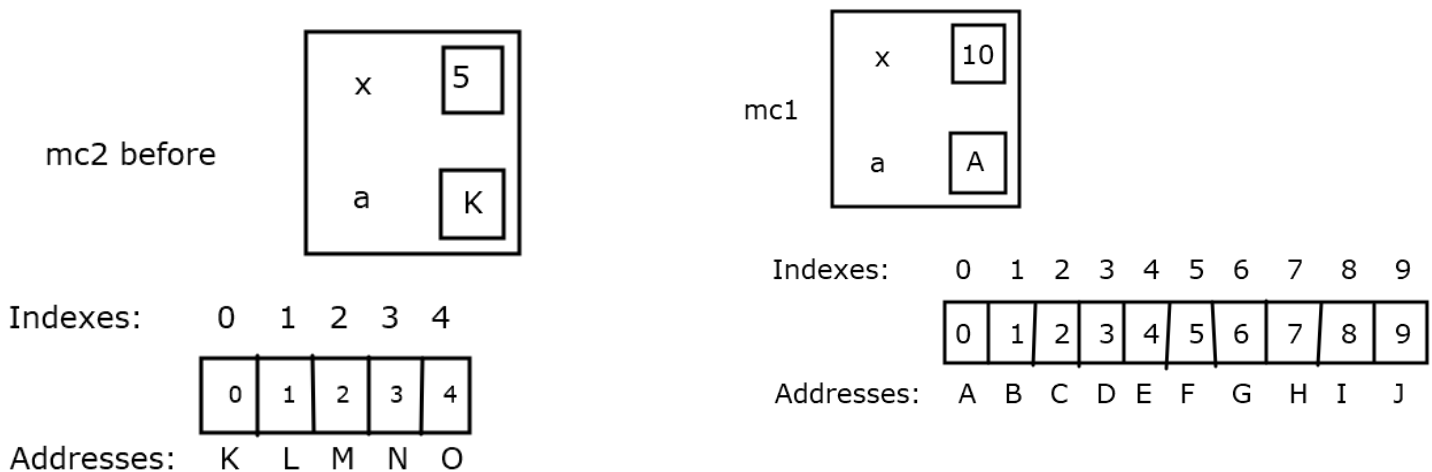 mc2 before
x 5
a K
Indexes: 0 1 2 3 4
0 1 2 3 4
Addresses: K L M N O
mc1
x 10
a A
Indexes: 0 1 2 3 4 5 6 7 8 9
0 1 2 3 4 5 6 7 8 9
Addresses: A B C D E F G H I J